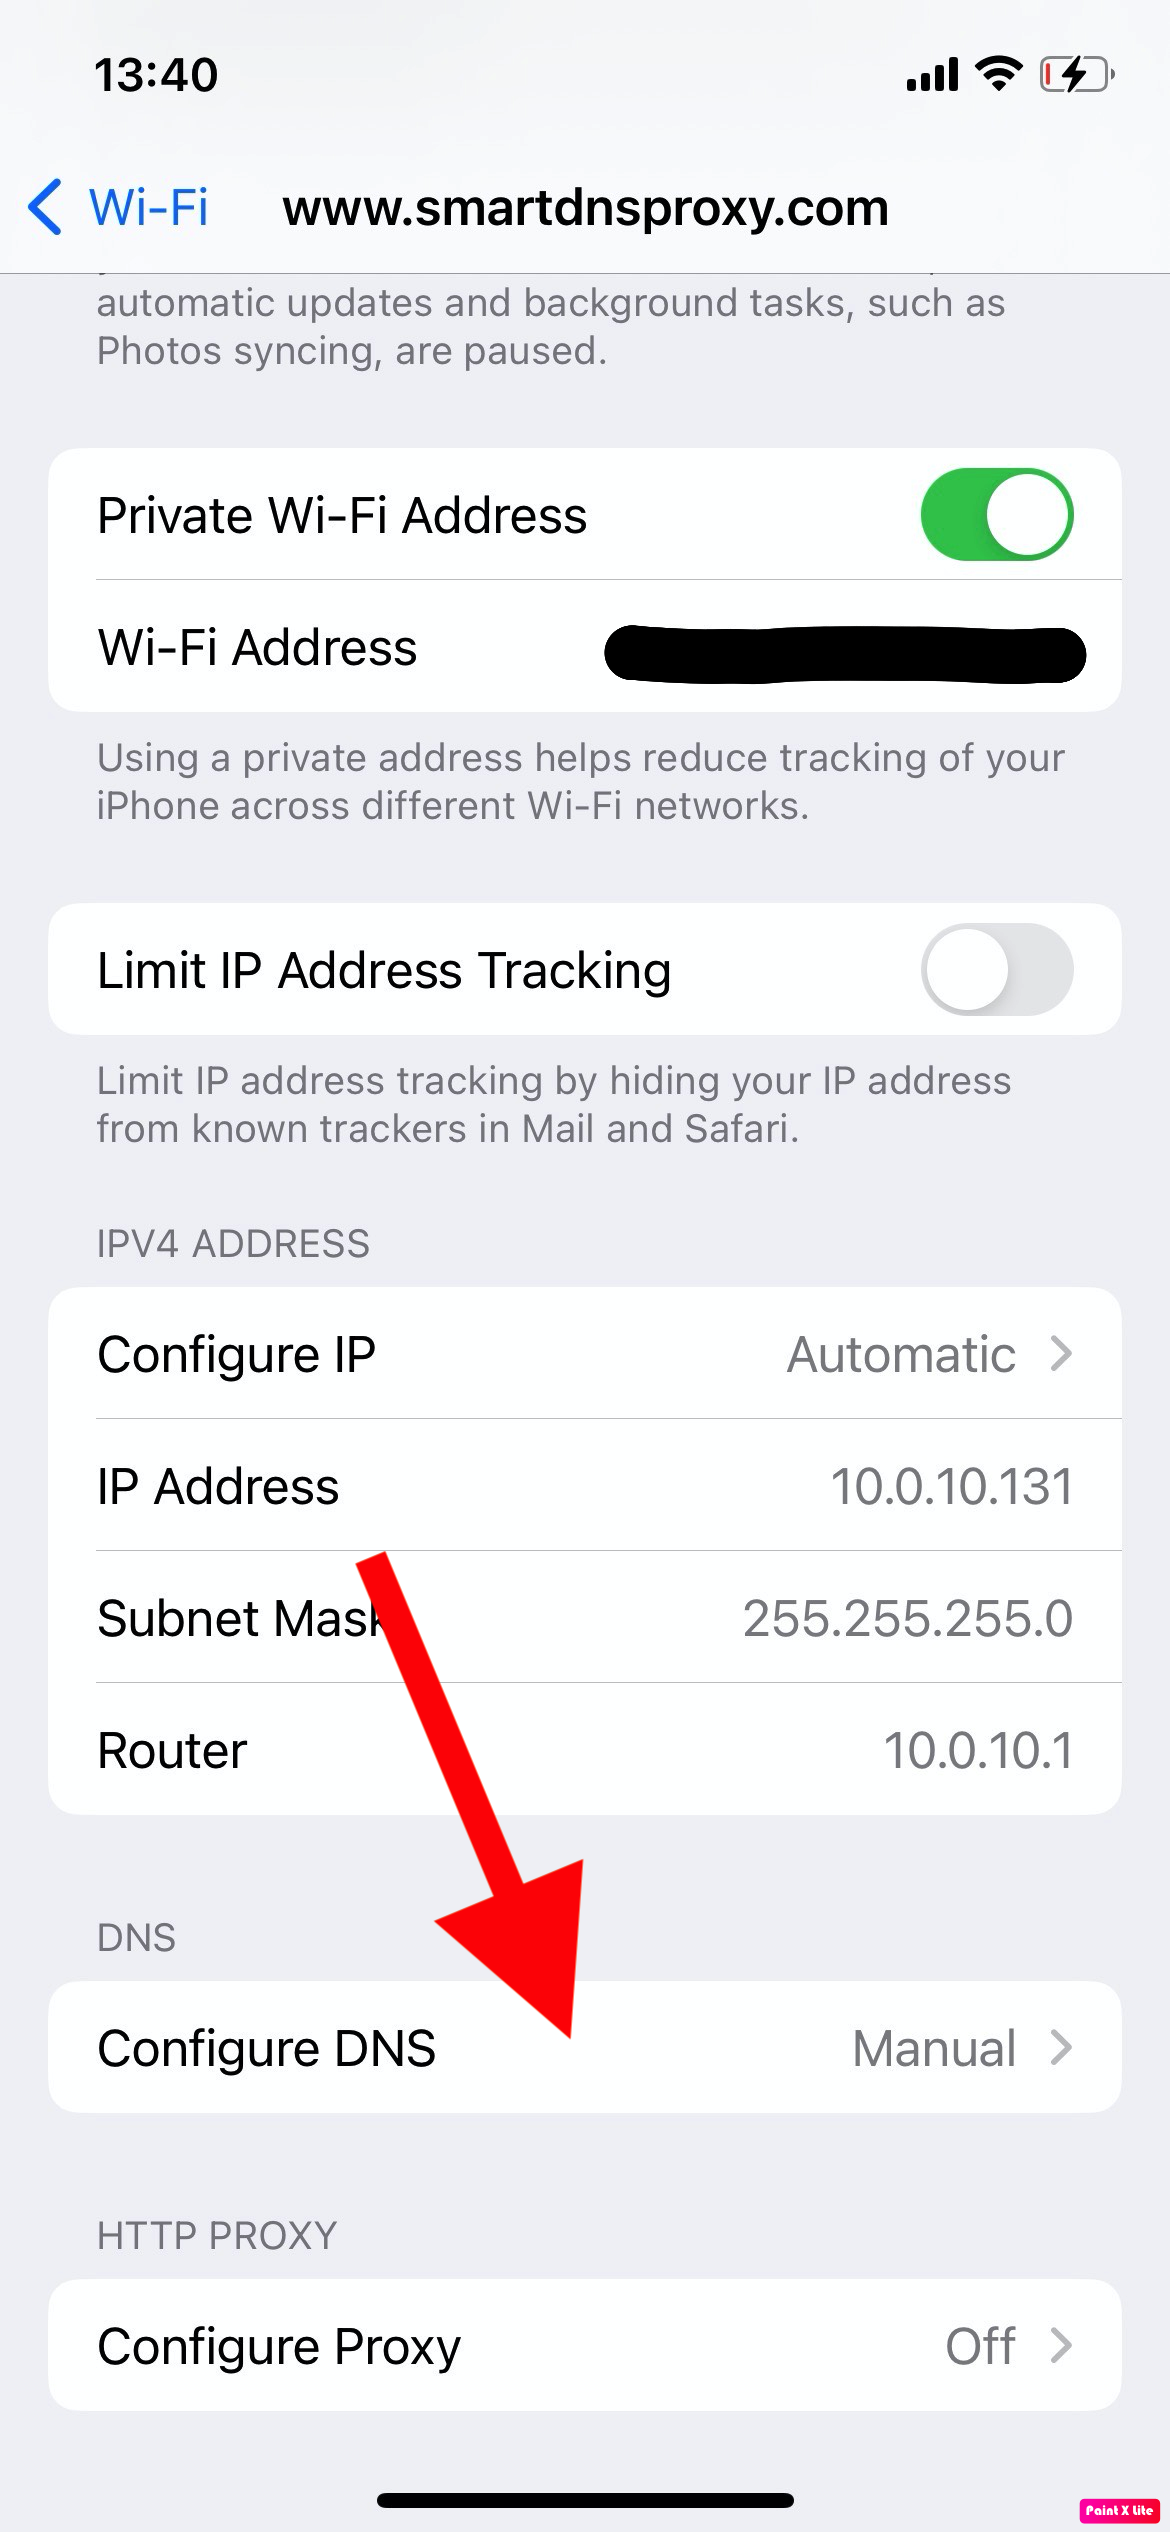 13:40
Wi-Fi
www.smartdnsproxy.com
automatic updates and background tasks, such as
Photos syncing, are paused.
Private Wi-Fi Address
Wi-Fi Address
Using a private address helps reduce tracking of your
iPhone across different Wi-Fi networks.
Limit IP Address Tracking
Limit IP address tracking by hiding your IP address
from known trackers in Mail and Safari.
IPV4 ADDRESS
Configure IP Automatic
IP Address 10.0.10.131
Subnet Mask 255.255.255.0
Router 10.0.10.1
DNS
Configure DNS Manual
HTTP PROXY
Configure Proxy Off
Paint X Lite